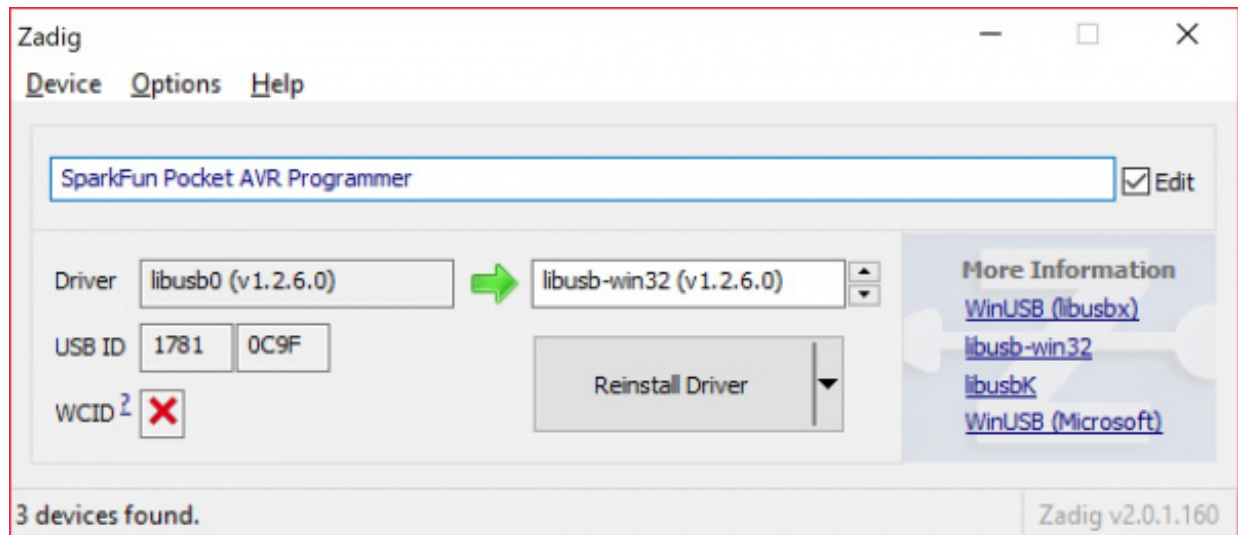 Zadig
Device Options Help
SparkFun Pocket AVR Programmer Edit
Driver libusb0 (v1.2.6.0) libusb-win32 (v1.2.6.0)
USB ID 1781 0C9F
WCID ?
Reinstall Driver
More Information
WinUSB (libusbx)
libusb-win32
libusbK
WinUSB (Microsoft)
3 devices found. Zadig v2.0.1.160